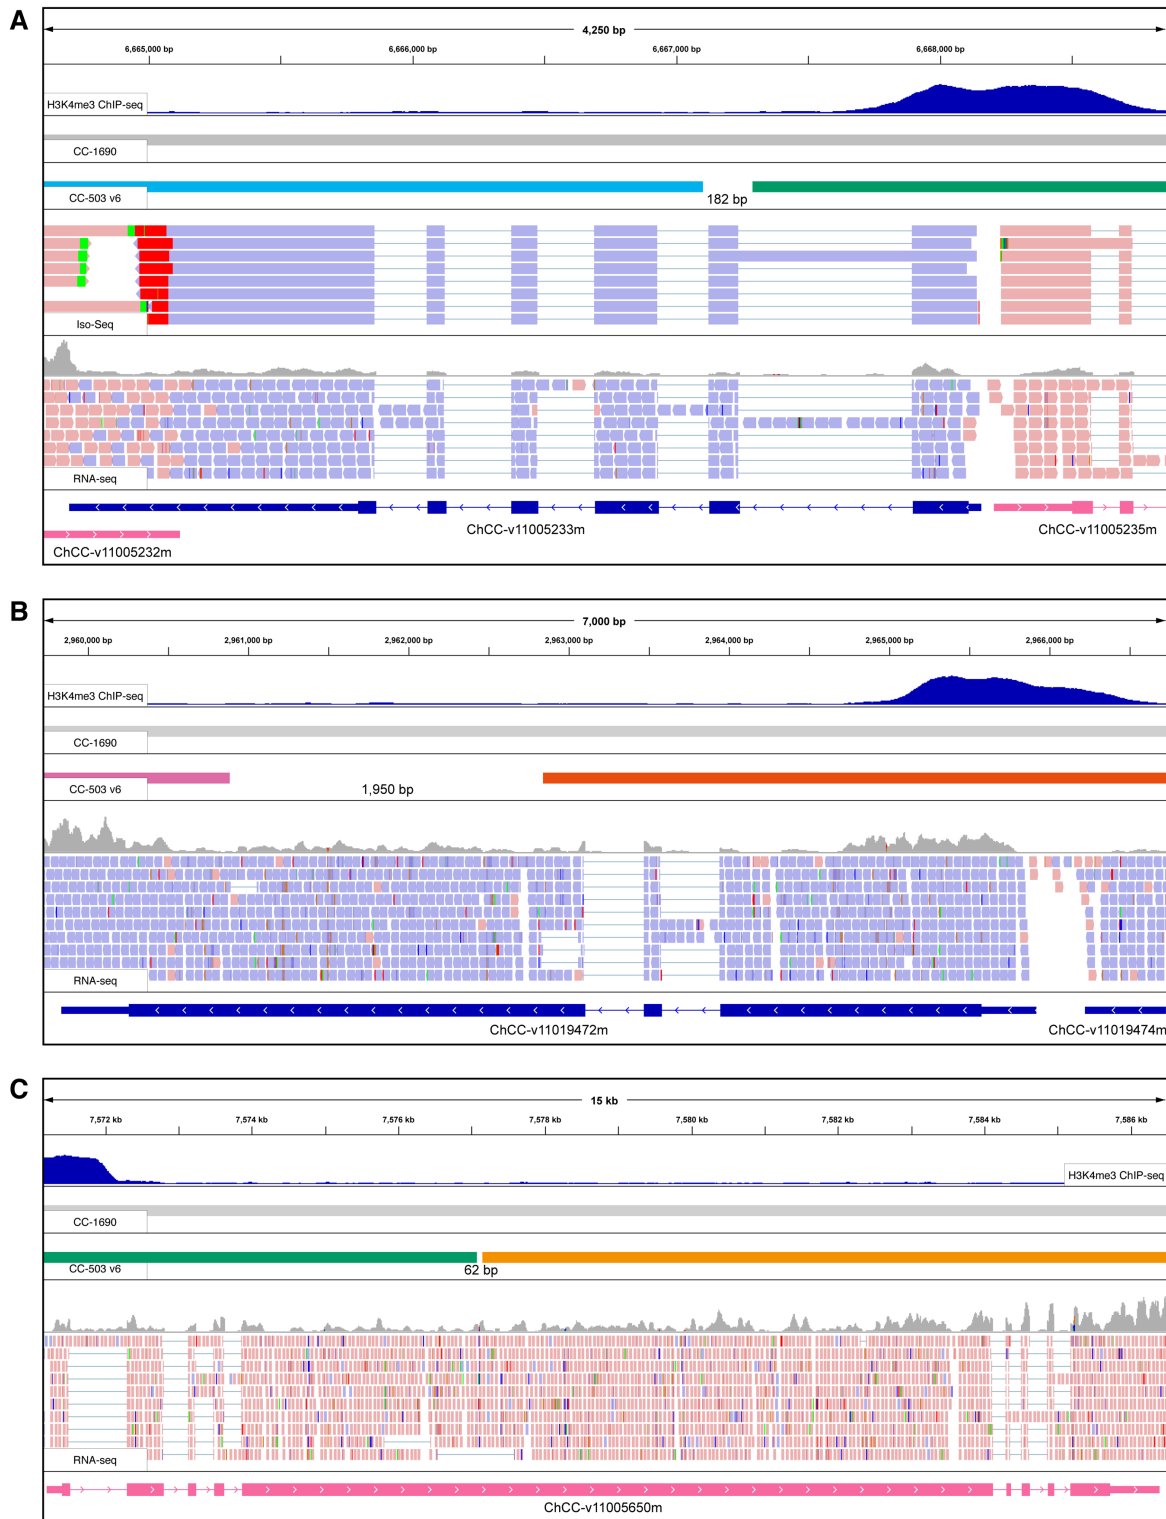 A
4,250 bp
6,665,000 bp 6,666,000 bp 6,667,000 bp 6,668,000 bp
H3K4me3 ChIP-seq
CC-1690
CC-503 v6
182 bp
Iso-Seq
RNA-seq
ChCC-v11005233m
ChCC-v11005235m
ChCC-v11005232m
B
7,000 bp
2,960,000 bp 2,961,000 bp 2,962,000 bp 2,963,000 bp 2,964,000 bp 2,965,000 bp 2,966,000 bp
H3K4me3 ChIP-seq
CC-1690
CC-503 v6
1,950 bp
RNA-seq
ChCC-v11019472m
ChCC-v11019474m
C
15 kb
7,572 kb 7,574 kb 7,576 kb 7,578 kb 7,580 kb 7,582 kb 7,584 kb 7,586 kb
H3K4me3 ChIP-seq
CC-1690
CC-503 v6
62 bp
RNA-seq
ChCC-v11005650m